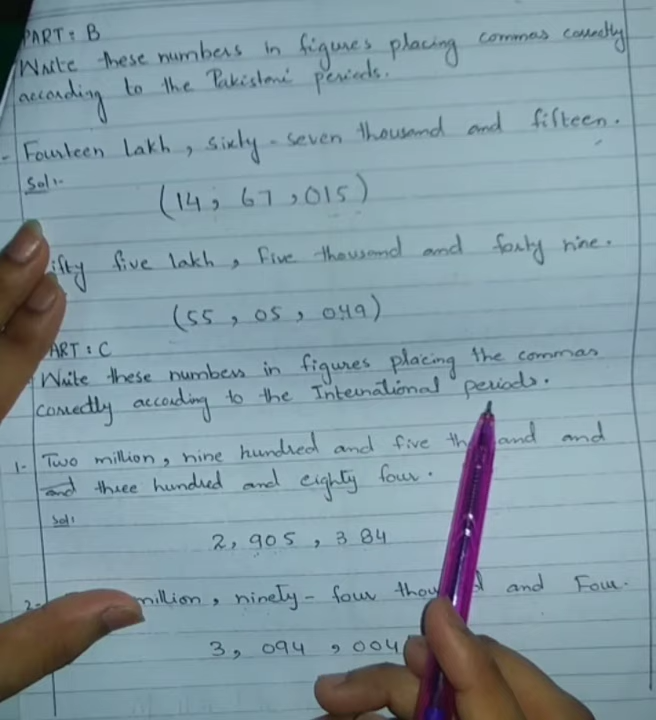 PART: B
Write these numbers in figures placing commas correctly
according to the Pakistani periods.
- Fourteen lakh, sixty-seven thousand and fifteen.
Sol:-
(14, 67, 015)
ifty five lakh, Five thousand and forty nine.
(55, 05, 049)
ART: C
Write these numbers in figures placing the commas
correctly according to the International periods.
1- Two million, nine hundred and five th and and
and three hundred and eighty four.
Sol:
2, 905, 384
2- million, ninety-four thou d and Four.
3, 094, 004